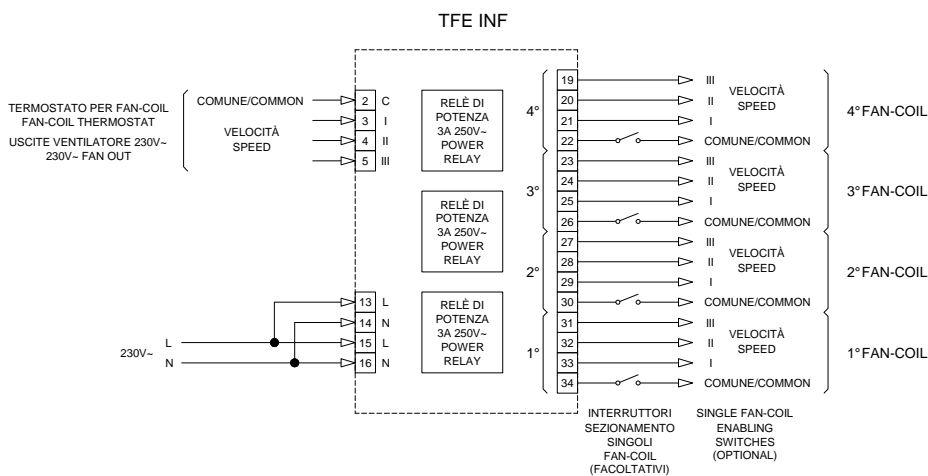 TFE INF
TERMOSTATO PER FAN-COIL
FAN-COIL THERMOSTAT
USCITE VENTILATORE 230V~
230V~ FAN OUT
COMUNE/COMMON
VELOCITÀ
SPEED
2 C
3 I
4 II
5 III
230V~
L
N
13 L
14 N
15 L
16 N
RELÈ DI
POTENZA
3A 250V~
POWER
RELAY
RELÈ DI
POTENZA
3A 250V~
POWER
RELAY
RELÈ DI
POTENZA
3A 250V~
POWER
RELAY
4°
19 III
20 II
21 I
22 COMUNE/COMMON
VELOCITÀ
SPEED
4° FAN-COIL
3°
23 III
24 II
25 I
26 COMUNE/COMMON
VELOCITÀ
SPEED
3° FAN-COIL
2°
27 III
28 II
29 I
30 COMUNE/COMMON
VELOCITÀ
SPEED
2° FAN-COIL
1°
31 III
32 II
33 I
34 COMUNE/COMMON
VELOCITÀ
SPEED
1° FAN-COIL
INTERRUTTORI
SEZIONAMENTO
SINGOLI
FAN-COIL
(FACOLTATIVI)
SINGLE FAN-COIL
ENABLING
SWITCHES
(OPTIONAL)